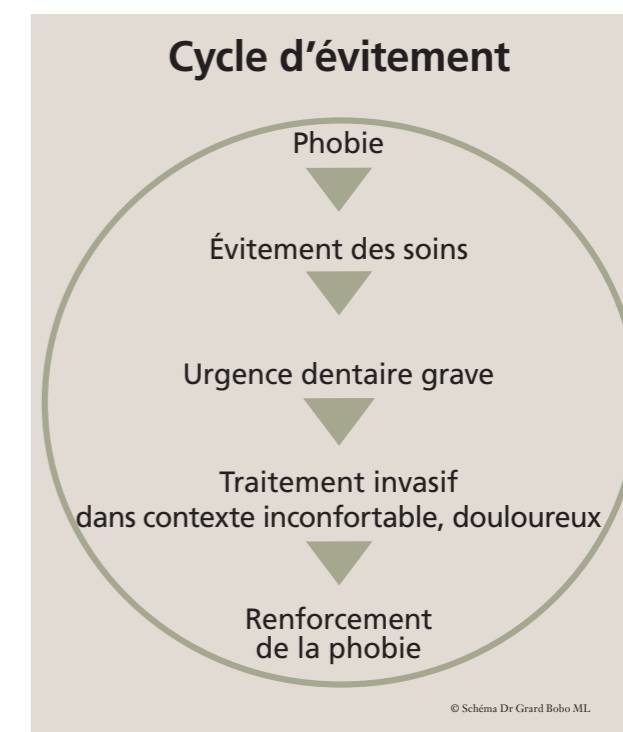 Cycle d’évitement
Phobie
Évitement des soins
Urgence dentaire grave
Traitement invasif
dans contexte inconfortable, douloureux
Renforcement
de la phobie
© Schéma Dr Grard Bobo ML